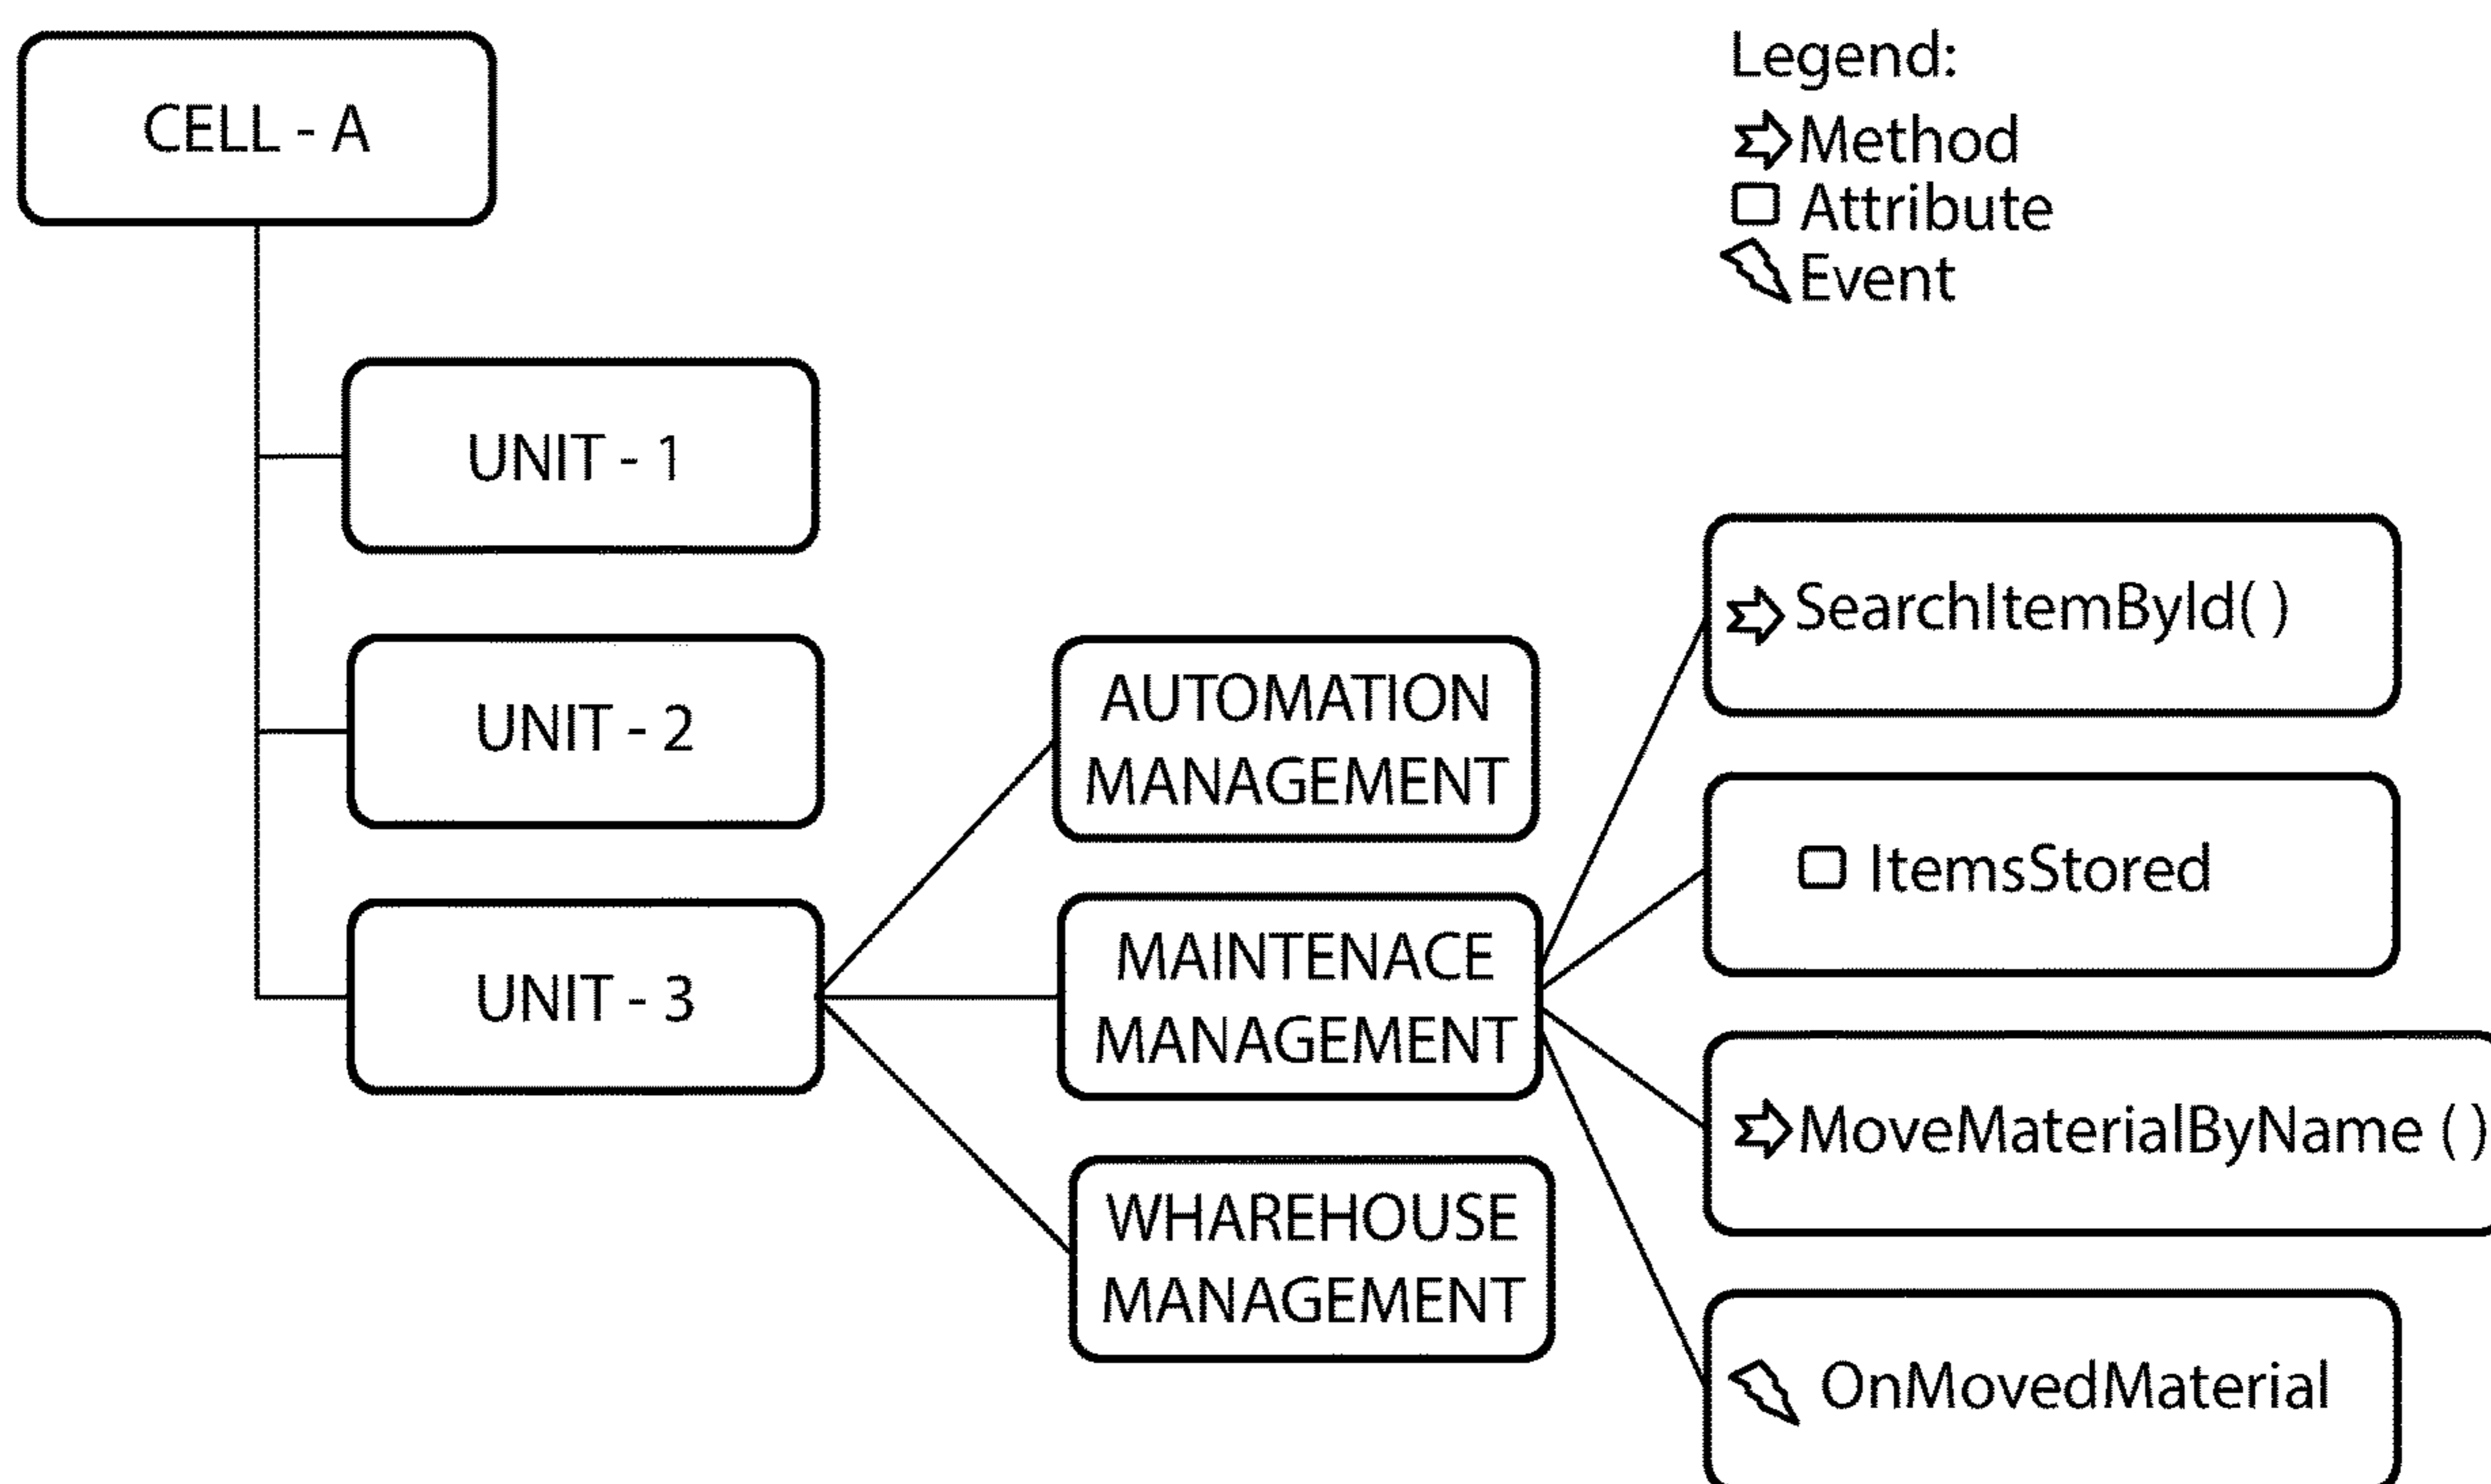 CELL - A
Legend:
Method
Attribute
Event
UNIT - 1
UNIT - 2
UNIT - 3
AUTOMATION
MANAGEMENT
MAINTENACE
MANAGEMENT
WHAREHOUSE
MANAGEMENT
SearchItemById( )
ItemsStored
MoveMaterialByName ( )
OnMovedMaterial